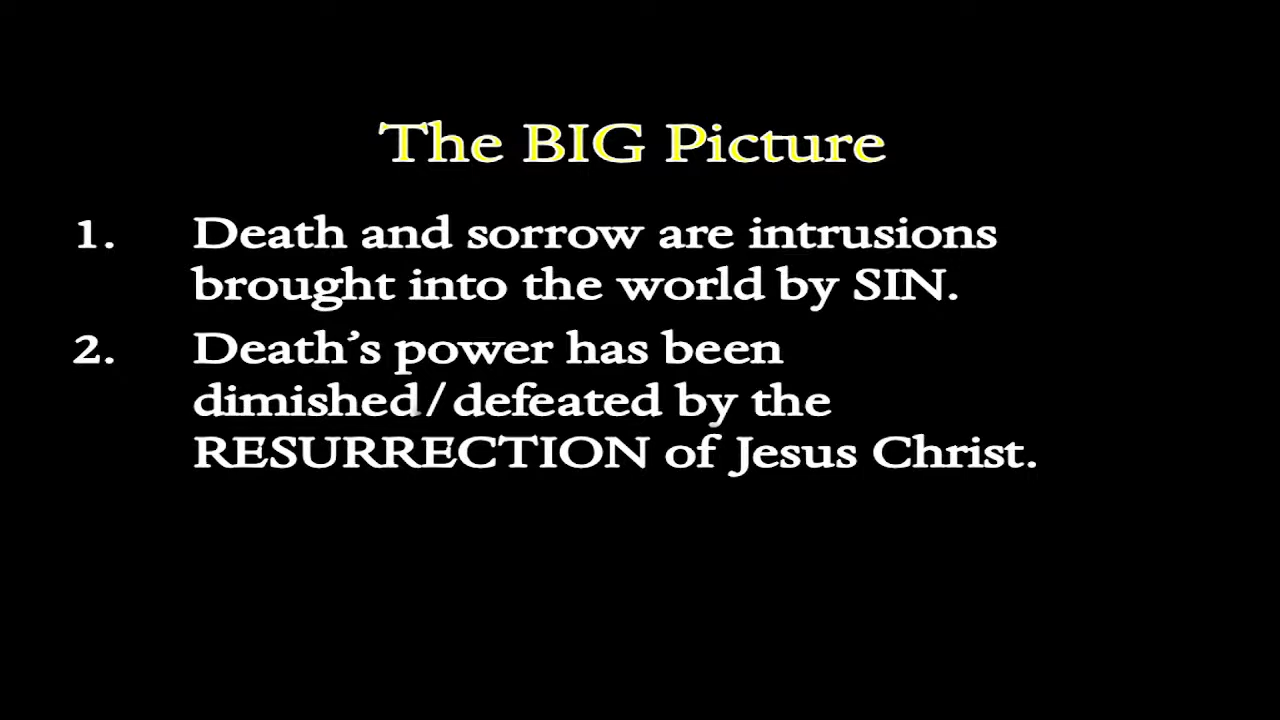 The BIG Picture
1. Death and sorrow are intrusions
brought into the world by SIN.
2. Death’s power has been
dimished/defeated by the
RESURRECTION of Jesus Christ.